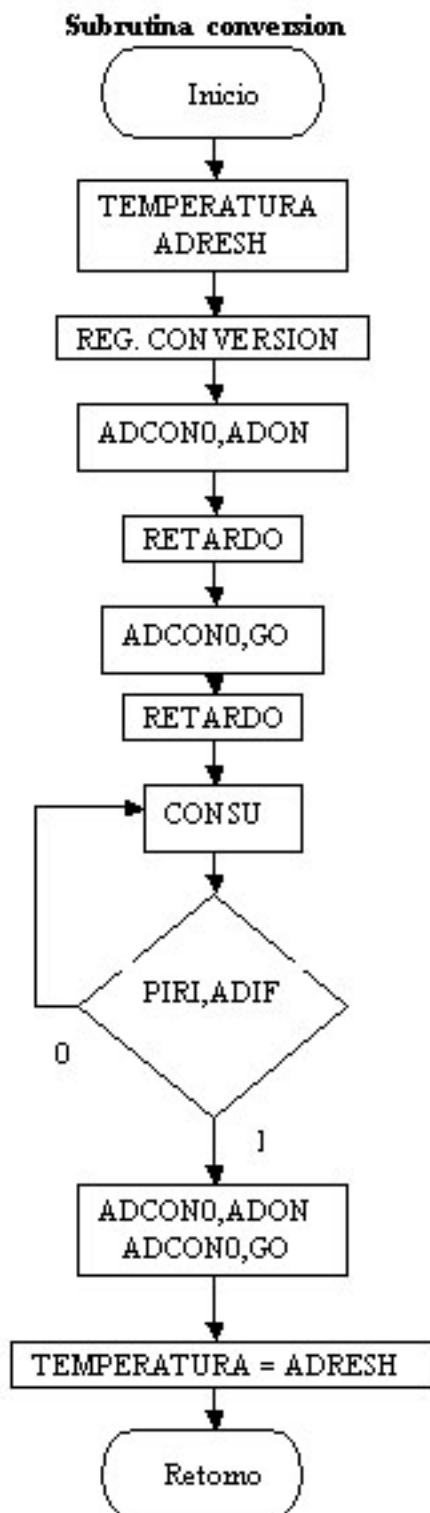 Subrutina conversion
Inicio
TEMPERATURA
ADRESH
REG. CONVERSION
ADCON0,ADON
RETARDO
ADCON0,GO
RETARDO
CONSU
PIRI,ADIF
0
1
ADCON0,ADON
ADCON0,GO
TEMPERATURA = ADRESH
Retorno